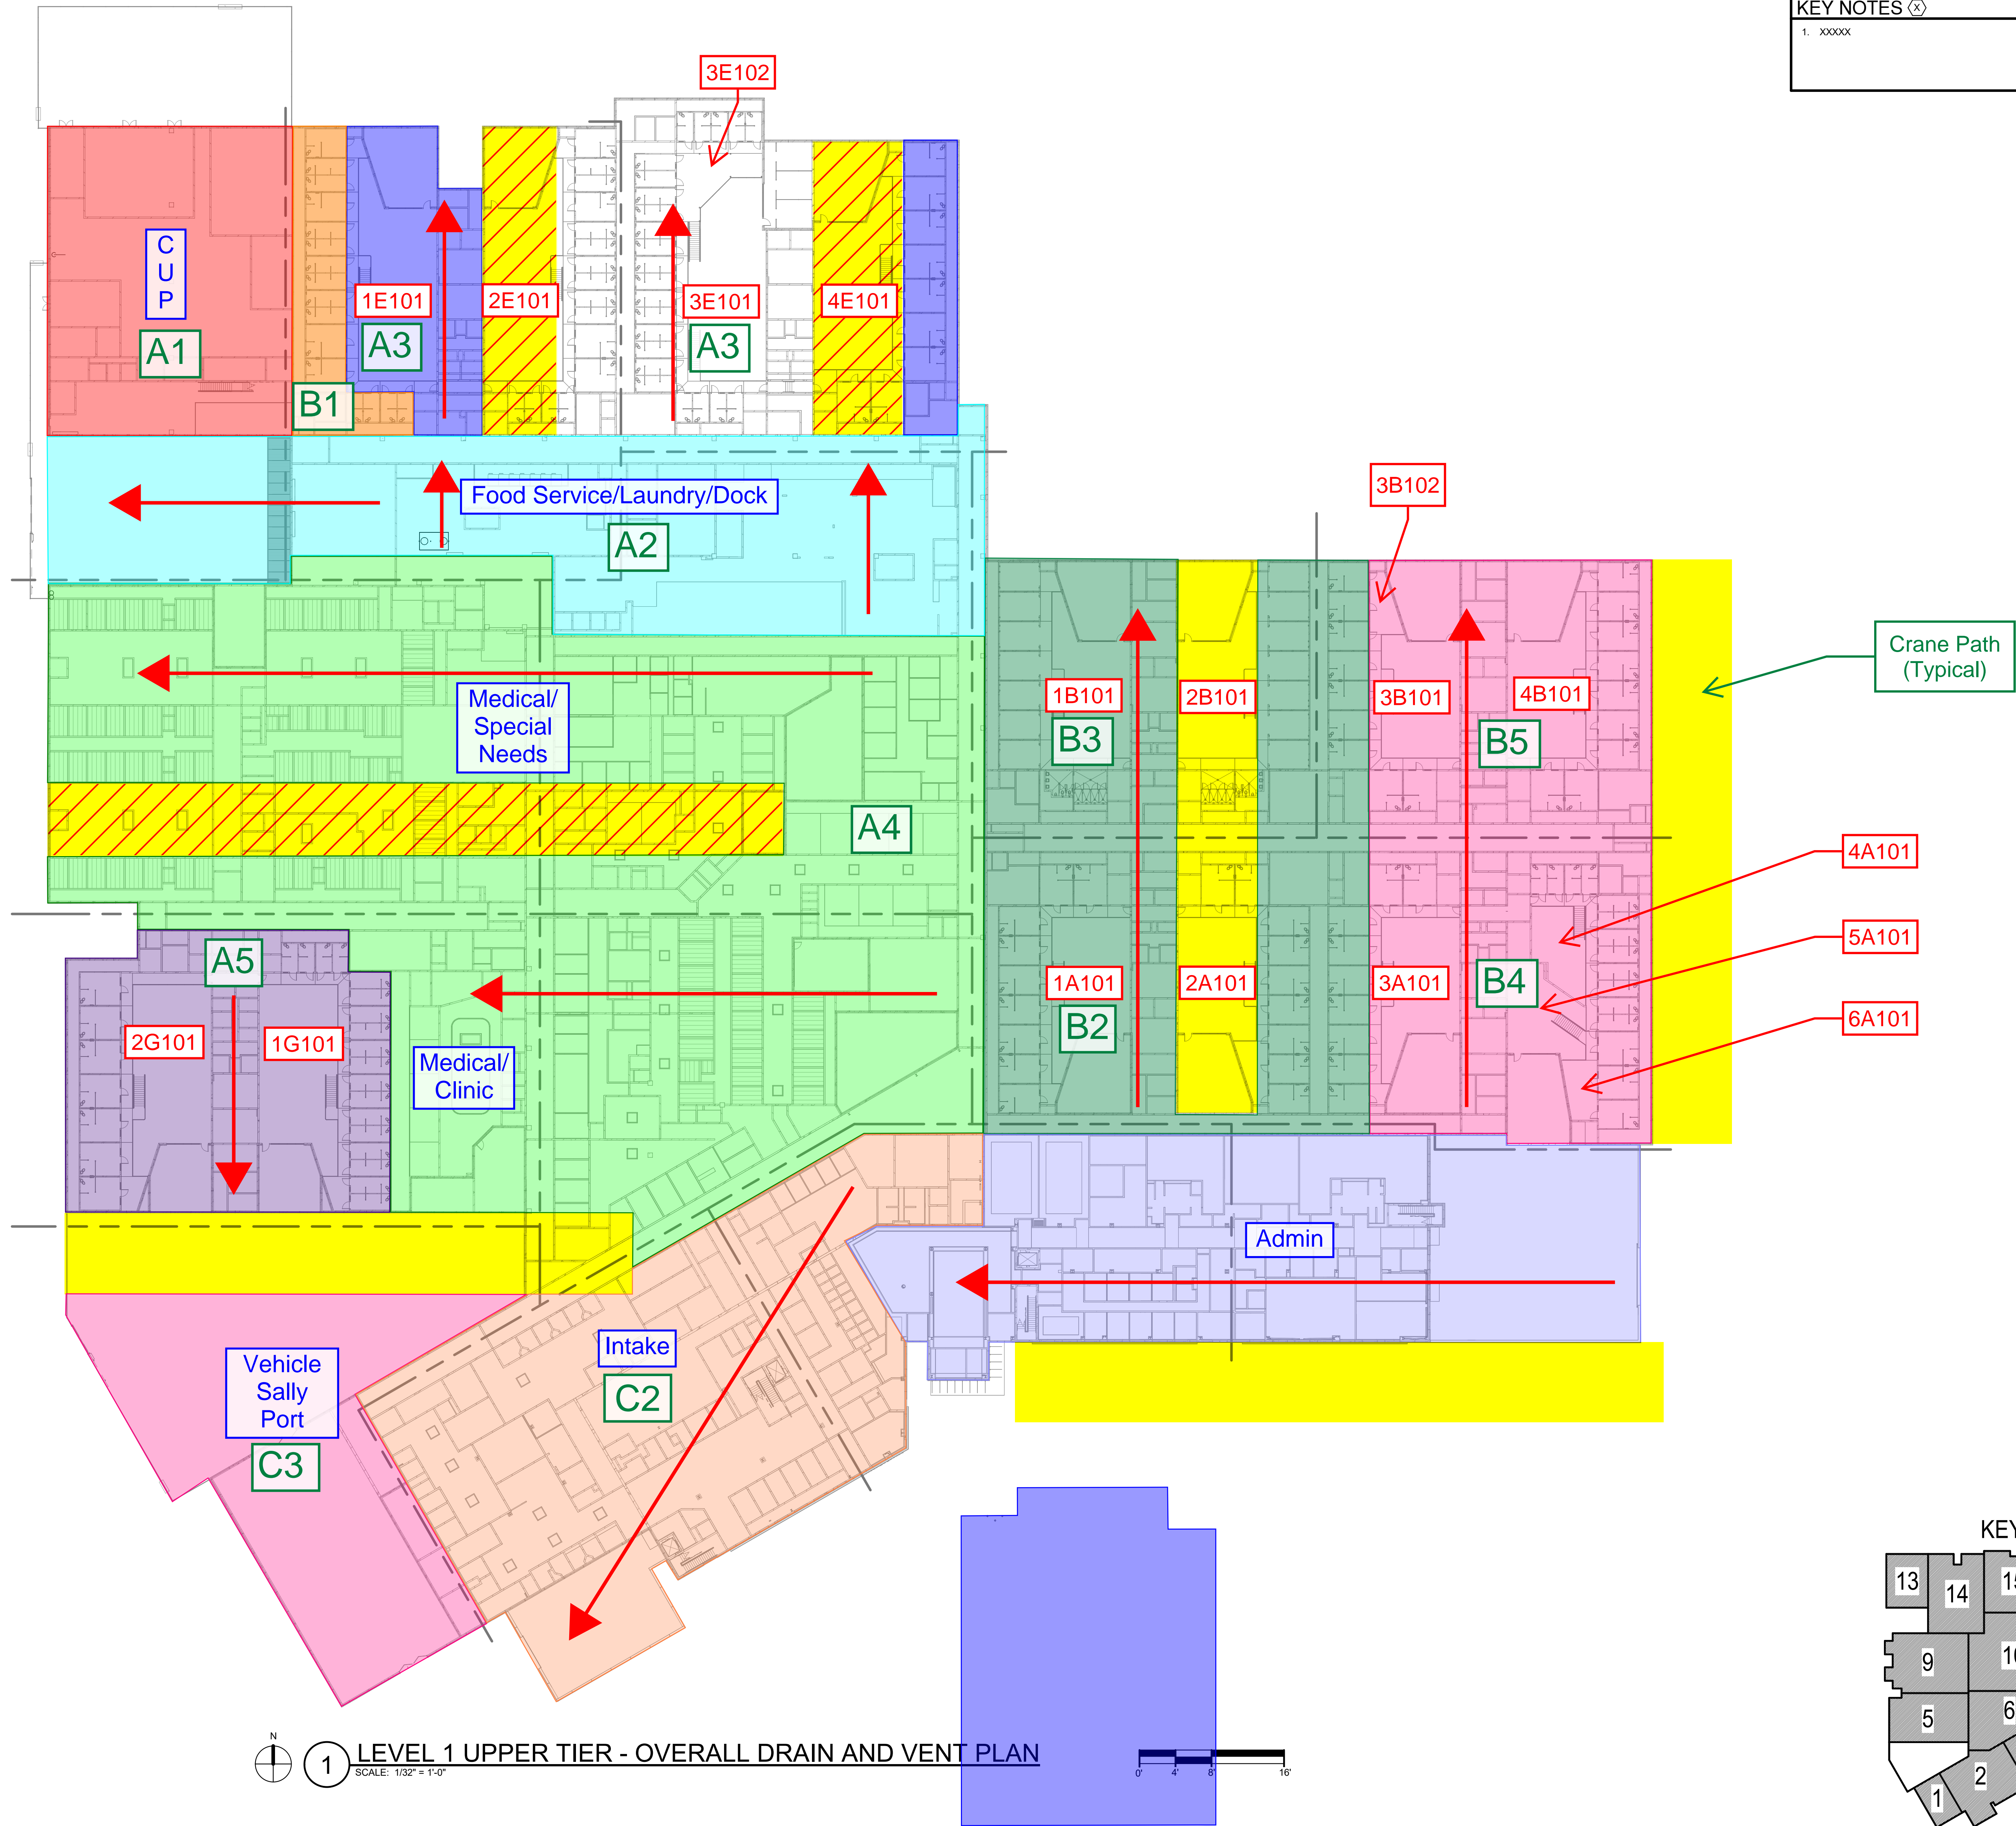 KEY NOTES X
1. XXXXX
3E102
C
U
P
A1
B1
1E101
A3
2E101
3E101
A3
4E101
Food Service/Laundry/Dock
A2
3B102
Crane Path
(Typical)
Medical/
Special
Needs
1B101
B3
2B101
3B101
4B101
B5
A4
4A101
5A101
6A101
A5
2G101
1G101
Medical/
Clinic
1A101
B2
2A101
3A101
B4
Admin
Intake
C2
Vehicle
Sally
Port
C3
KEY
13
14
15
9
5
6
1
2
N
1
LEVEL 1 UPPER TIER - OVERALL DRAIN AND VENT PLAN
SCALE: 1/32" = 1'-0"
0' 4' 8' 16'